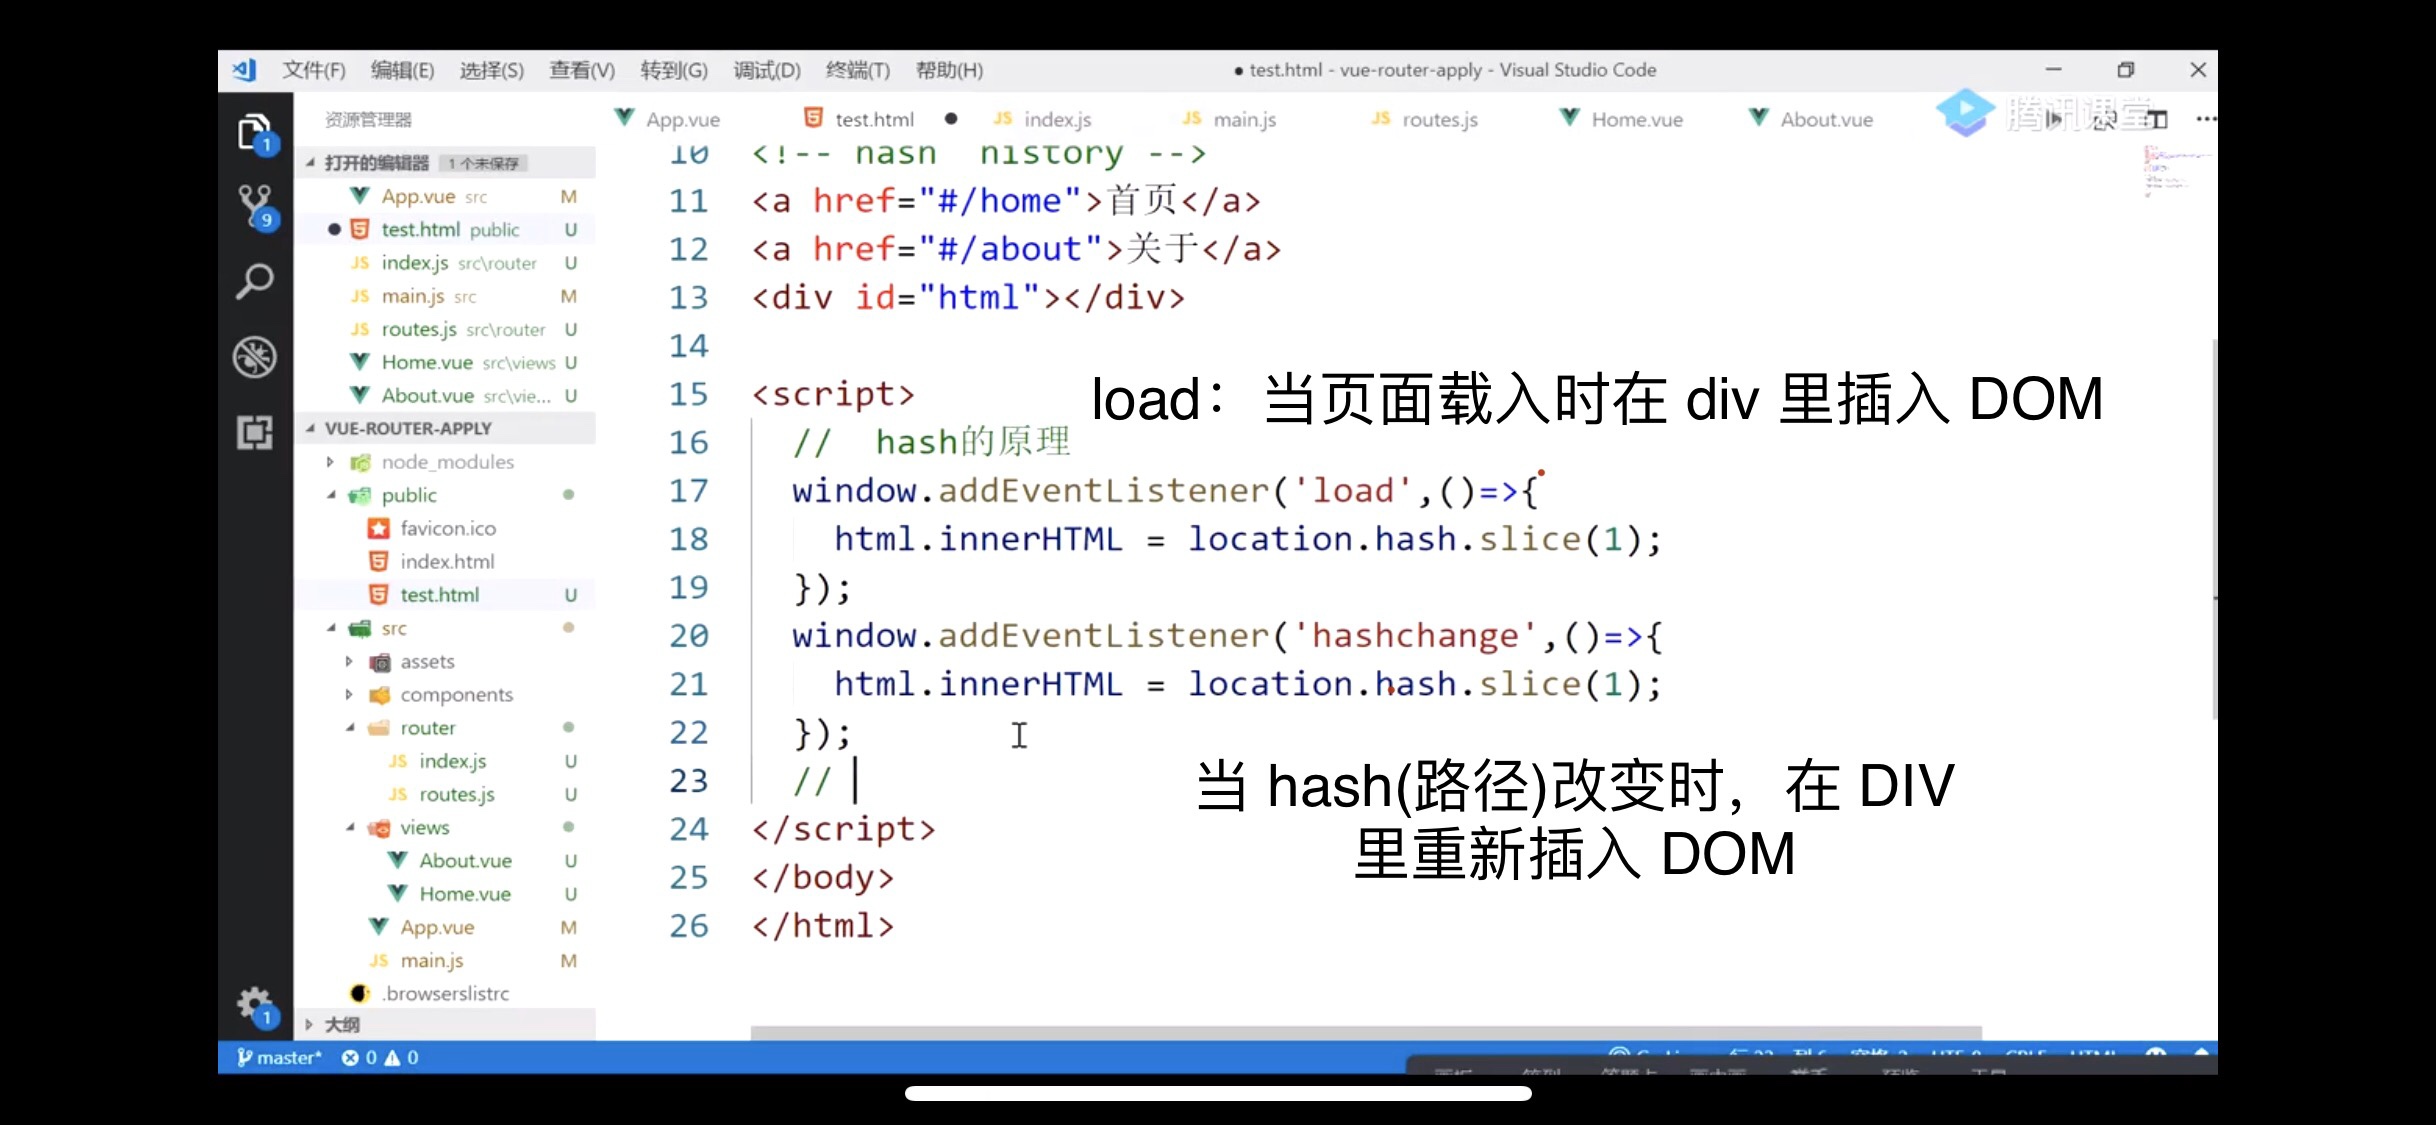 文件(F) 编辑(E) 选择(S) 查看(V) 转到(G) 调试(D) 终端(T) 帮助(H) ● test.html - vue-router-apply - Visual Studio Code
资源管理器
打开的编辑器 1 个未保存
App.vue src M
test.html public U
index.js src\router U
main.js src M
routes.js src\router U
Home.vue src\views U
About.vue src\vie... U
VUE-ROUTER-APPLY
node_modules
public
favicon.ico
index.html
test.html U
src
assets
components
router
index.js U
routes.js U
views
About.vue U
Home.vue U
App.vue M
main.js M
.browserslistrc
大纲
App.vue test.html index.js main.js routes.js Home.vue About.vue
腾讯课堂
10 <!-- hash history -->
11 <a href="#/home">首页</a>
12 <a href="#/about">关于</a>
13 <div id="html"></div>
14
15 <script>
16 // hash的原理
17 window.addEventListener('load',()=>{
18 html.innerHTML = location.hash.slice(1);
19 });
20 window.addEventListener('hashchange',()=>{
21 html.innerHTML = location.hash.slice(1);
22 });
23 //
24 </script>
25 </body>
26 </html>
load：当页面载入时在 div 里插入 DOM
当 hash(路径)改变时，在 DIV
里重新插入 DOM
1
9
1
master* 0 0